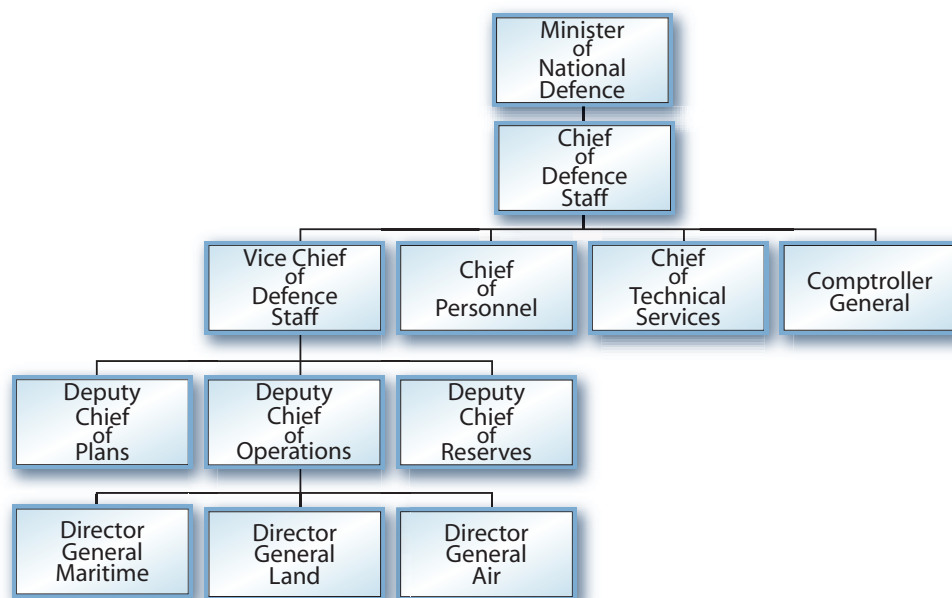 Minister
of
National
Defence
Chief
of
Defence
Staff
Vice Chief
of
Defence
Staff
Chief
of
Personnel
Chief
of
Technical
Services
Comptroller
General
Deputy
Chief
of
Plans
Deputy
Chief
of
Operations
Deputy
Chief
of
Reserves
Director
General
Maritime
Director
General
Land
Director
General
Air